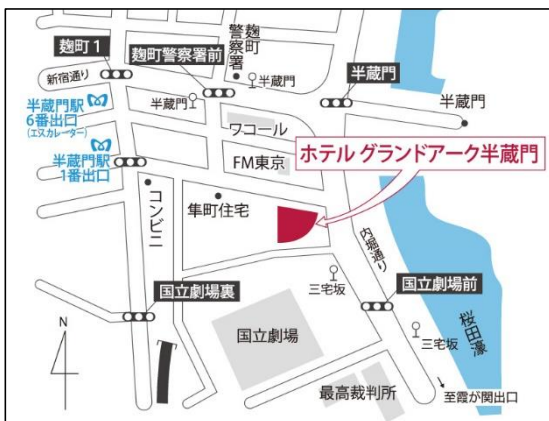 麹町1
麹町警察署前
麹町
警察署
半蔵門
半蔵門
新宿通り
半蔵門
半蔵門
半蔵門駅
6番出口
(エスカレーター)
ワコール
半蔵門駅
1番出口
FM東京
ホテル グランドアーク半蔵門
コンビニ
隼町住宅
内堀通り
三宅坂
国立劇場前
国立劇場裏
桜田濠
国立劇場
三宅坂
N
最高裁判所
至霞が関出口